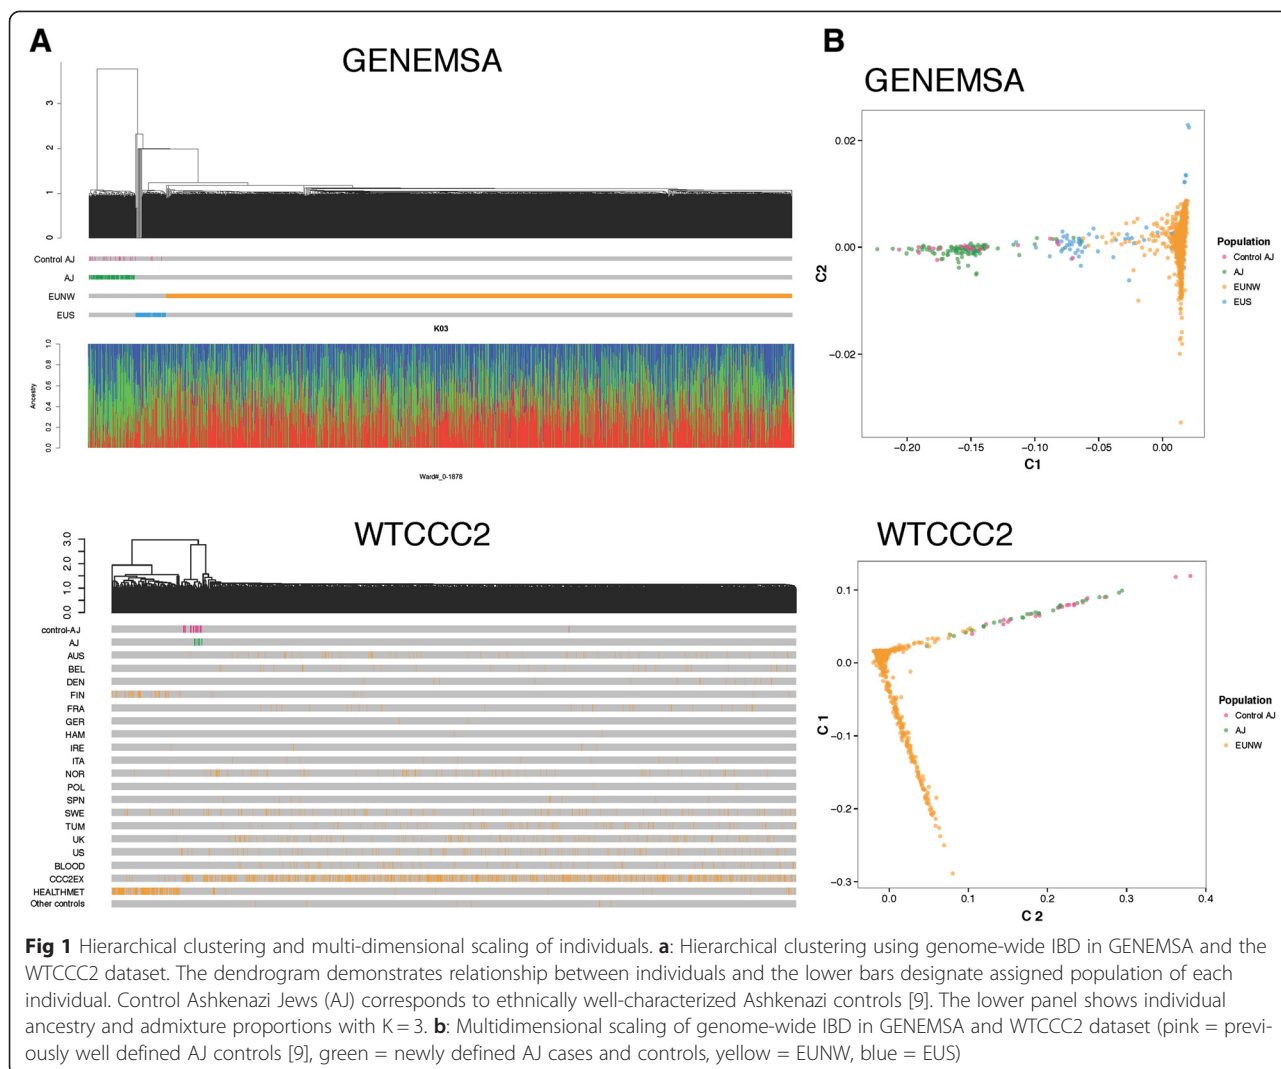 A
GENEMSA
3
2
1
0
Control AJ
AJ
EUNW
EUS
K03
1.0
0.8
0.6
0.4
0.2
0.0
Ancestry
Ward#_0-1878
B
GENEMSA
0.02
0.00
−0.02
C2
−0.20 −0.15 −0.10 −0.05 0.00
C1
Population
Control AJ
AJ
EUNW
EUS
WTCCC2
3.0
2.0
1.0
0.0
control-AJ
AJ
AUS
BEL
DEN
FIN
FRA
GER
HAM
IRE
ITA
NOR
POL
SPN
SWE
TUM
UK
US
BLOOD
CCC2EX
HEALTHMET
Other controls
WTCCC2
0.1
0.0
−0.1
−0.2
−0.3
C 1
0.0 0.1 0.2 0.3 0.4
C 2
Population
Control AJ
AJ
EUNW
Fig 1 Hierarchical clustering and multi-dimensional scaling of individuals. a: Hierarchical clustering using genome-wide IBD in GENEMSA and the
WTCCC2 dataset. The dendrogram demonstrates relationship between individuals and the lower bars designate assigned population of each
individual. Control Ashkenazi Jews (AJ) corresponds to ethnically well-characterized Ashkenazi controls [9]. The lower panel shows individual
ancestry and admixture proportions with K = 3. b: Multidimensional scaling of genome-wide IBD in GENEMSA and WTCCC2 dataset (pink = previ-
ously well defined AJ controls [9], green = newly defined AJ cases and controls, yellow = EUNW, blue = EUS)